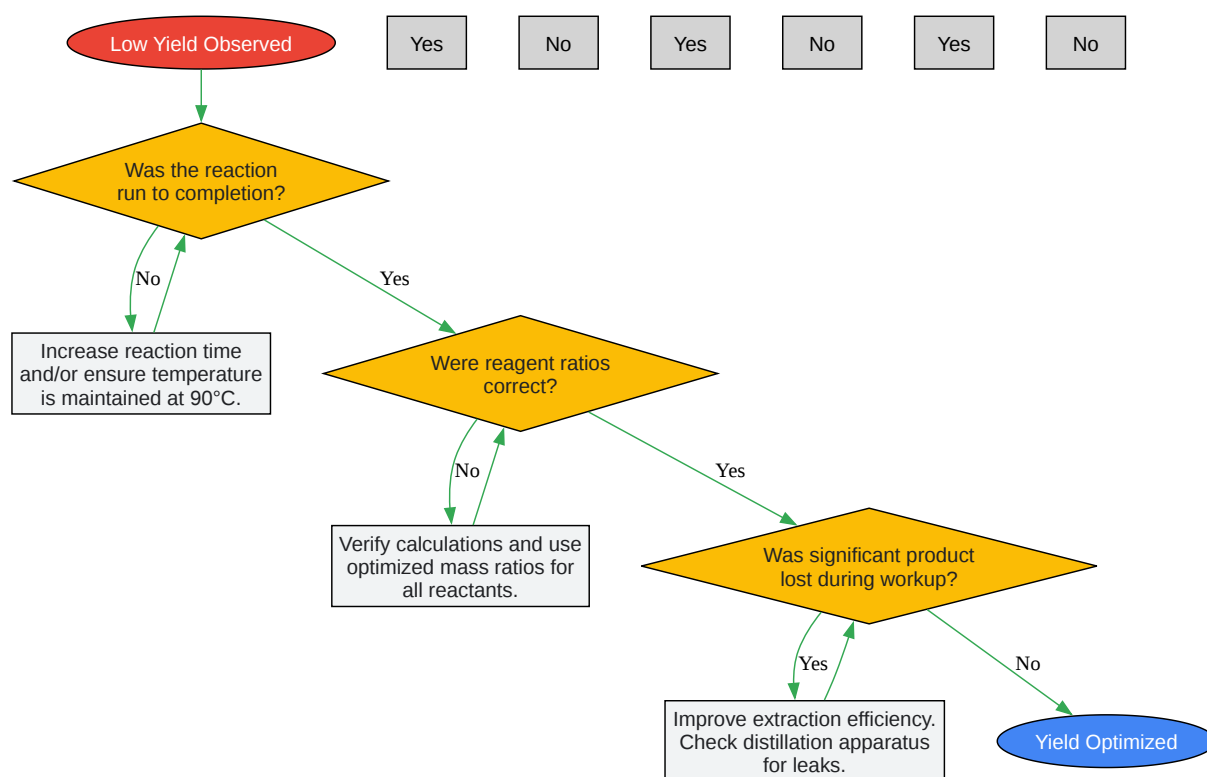 Low Yield Observed
Yes
No
Yes
No
Yes
No
Was the reaction
run to completion?
No
Yes
Increase reaction time
and/or ensure temperature
is maintained at 90°C.
Were reagent ratios
correct?
No
Yes
Verify calculations and use
optimized mass ratios for
all reactants.
Was significant product
lost during workup?
Yes
No
Improve extraction efficiency.
Check distillation apparatus
for leaks.
Yield Optimized